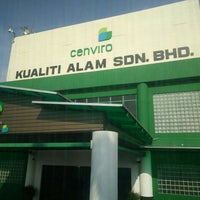 cenviro
KUALITI ALAM SDN. BHD.